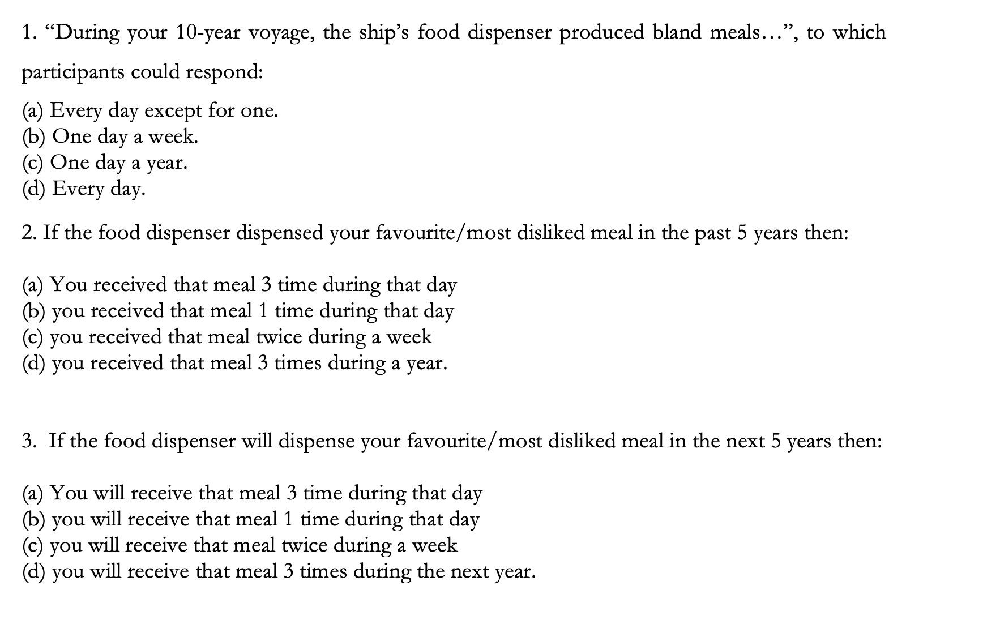 1. “During your 10-year voyage, the ship’s food dispenser produced bland meals…”, to which
participants could respond:
(a) Every day except for one.
(b) One day a week.
(c) One day a year.
(d) Every day.
2. If the food dispenser dispensed your favourite/most disliked meal in the past 5 years then:
(a) You received that meal 3 time during that day
(b) you received that meal 1 time during that day
(c) you received that meal twice during a week
(d) you received that meal 3 times during a year.
3.  If the food dispenser will dispense your favourite/most disliked meal in the next 5 years then:
(a) You will receive that meal 3 time during that day
(b) you will receive that meal 1 time during that day
(c) you will receive that meal twice during a week
(d) you will receive that meal 3 times during the next year.